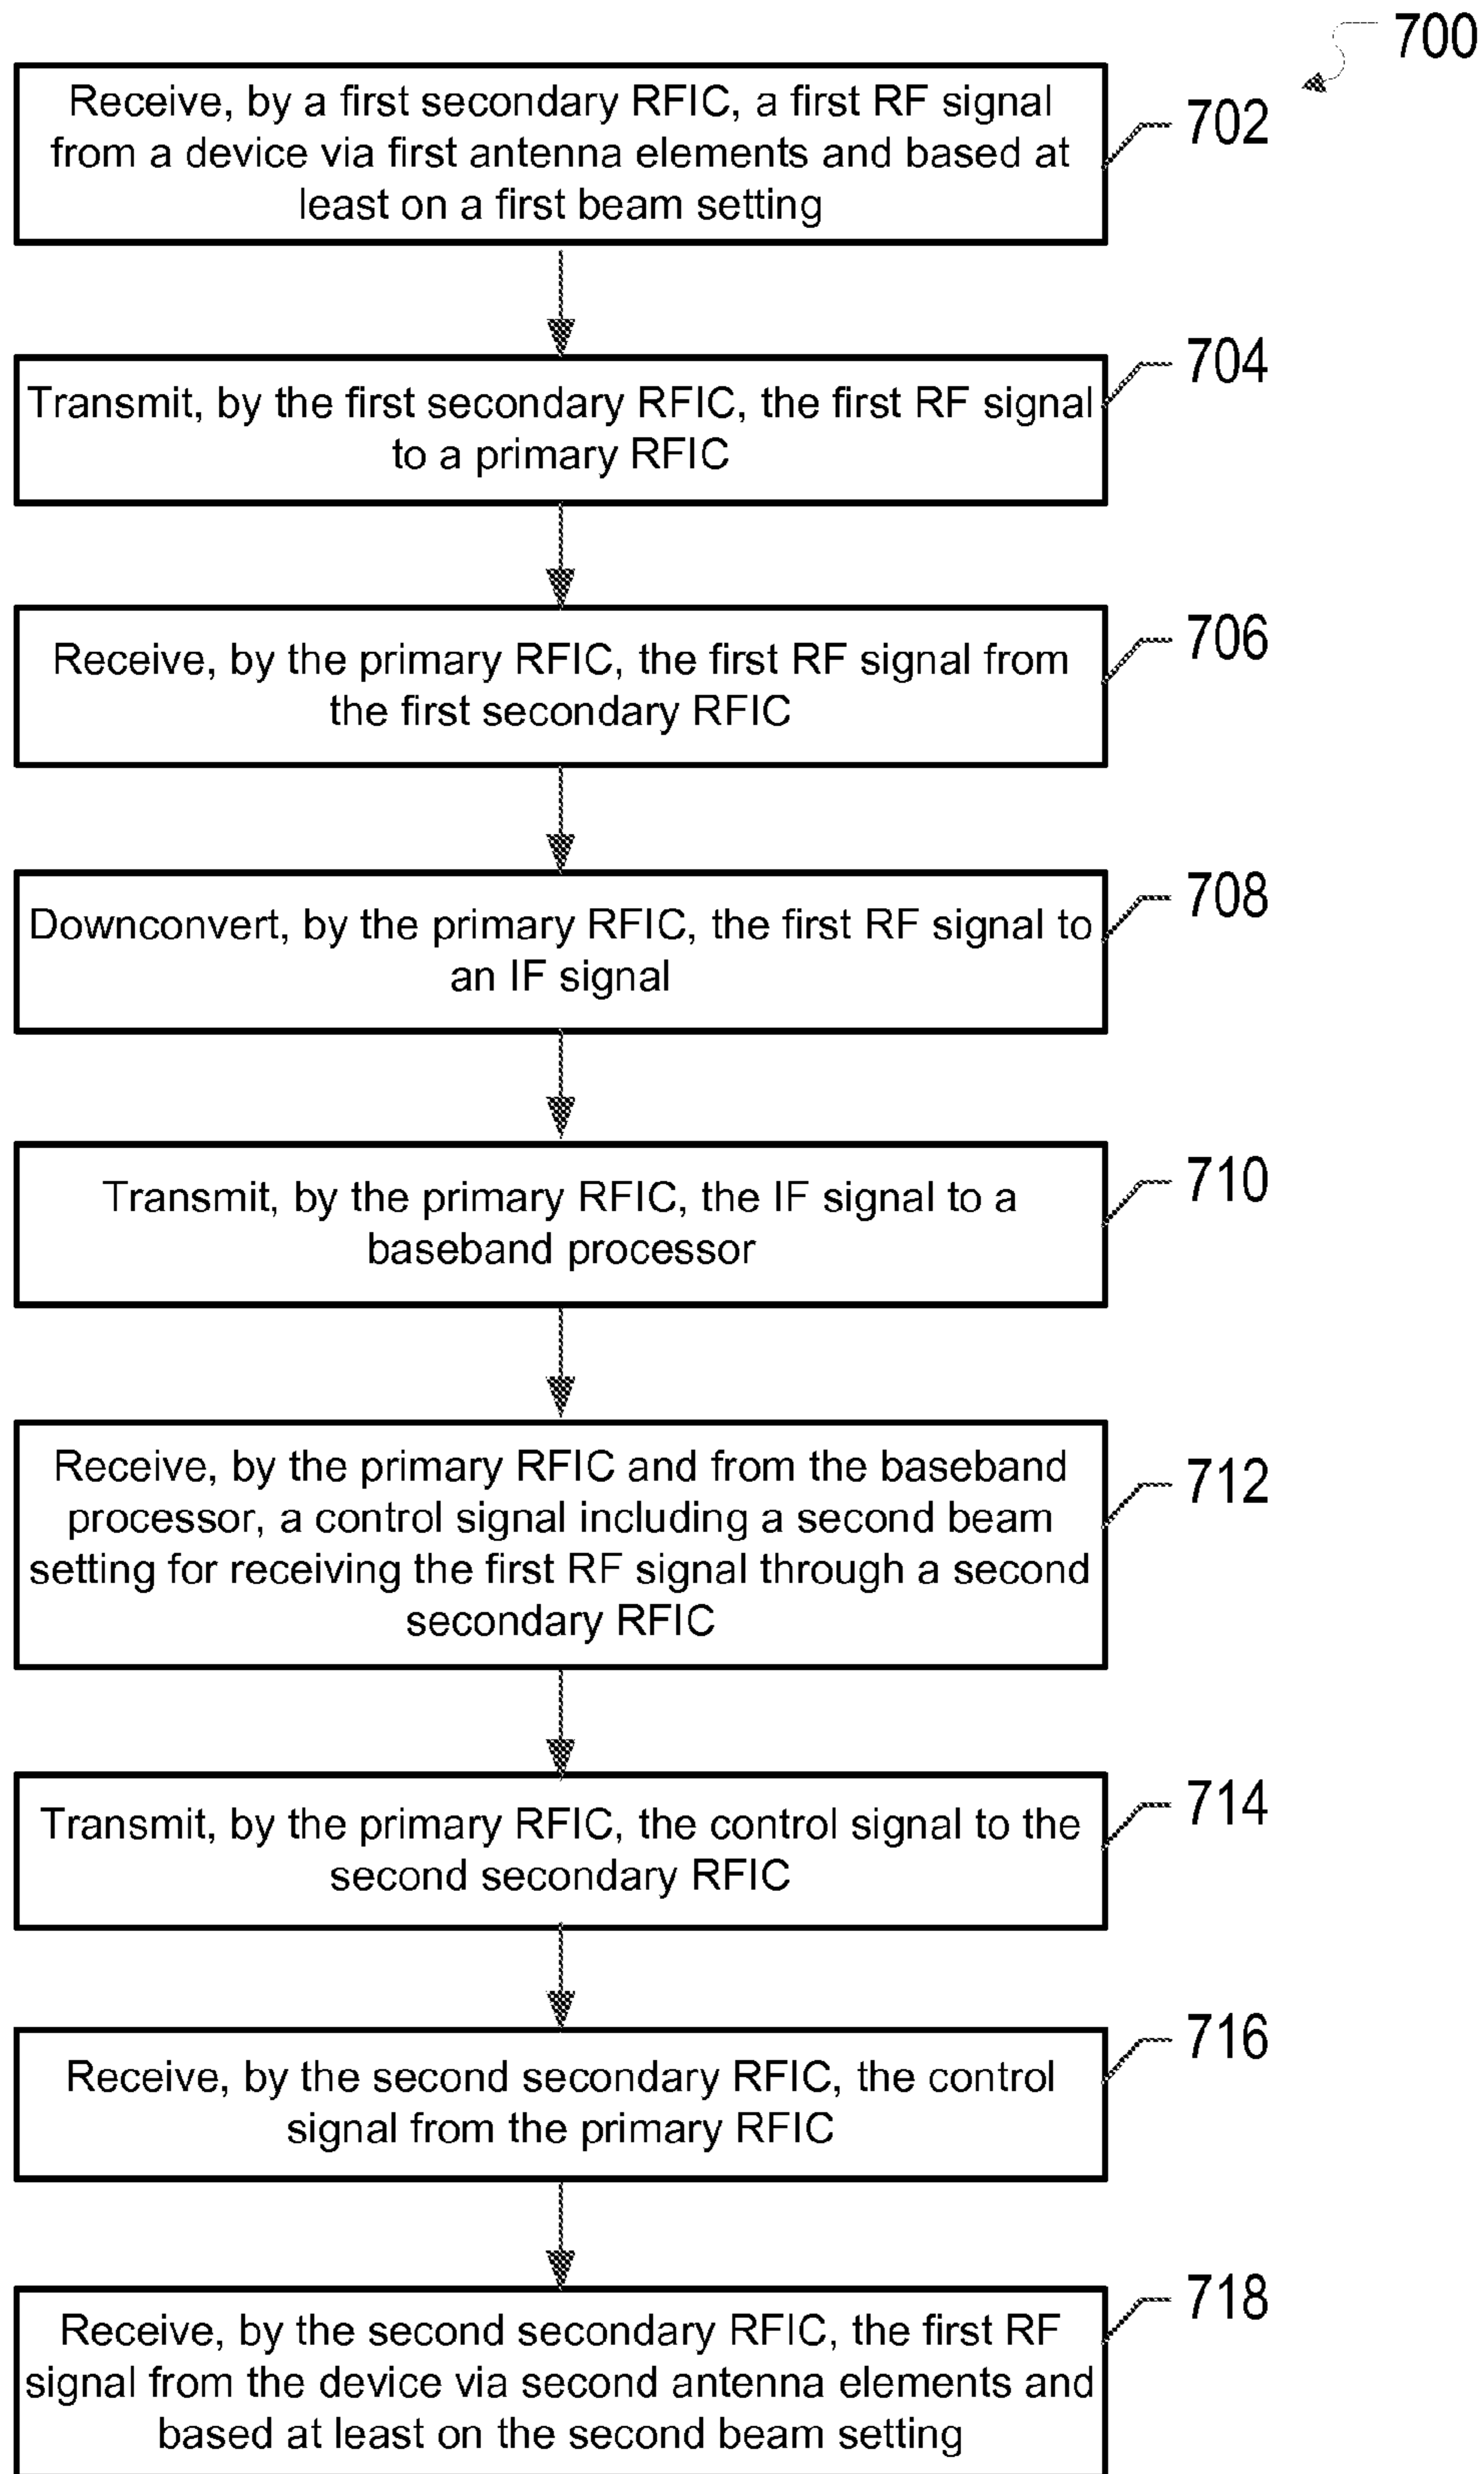 700
Receive, by a first secondary RFIC, a first RF signal
from a device via first antenna elements and based at
least on a first beam setting
702
Transmit, by the first secondary RFIC, the first RF signal
to a primary RFIC
704
Receive, by the primary RFIC, the first RF signal from
the first secondary RFIC
706
Downconvert, by the primary RFIC, the first RF signal to
an IF signal
708
Transmit, by the primary RFIC, the IF signal to a
baseband processor
710
Receive, by the primary RFIC and from the baseband
processor, a control signal including a second beam
setting for receiving the first RF signal through a second
secondary RFIC
712
Transmit, by the primary RFIC, the control signal to the
second secondary RFIC
714
Receive, by the second secondary RFIC, the control
signal from the primary RFIC
716
Receive, by the second secondary RFIC, the first RF
signal from the device via second antenna elements and
based at least on the second beam setting
718